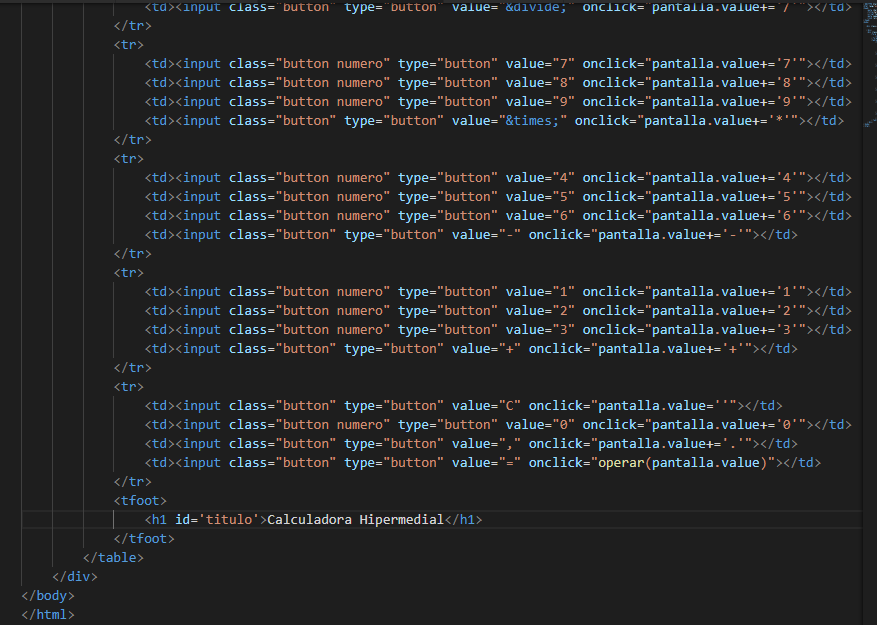 <td><input class="button" type="button" value="&divide;" onclick="pantalla.value+='/'"></td>
</tr>
<tr>
<td><input class="button numero" type="button" value="7" onclick="pantalla.value+='7'"></td>
<td><input class="button numero" type="button" value="8" onclick="pantalla.value+='8'"></td>
<td><input class="button numero" type="button" value="9" onclick="pantalla.value+='9'"></td>
<td><input class="button" type="button" value="&times;" onclick="pantalla.value+='*'"></td>
</tr>
<tr>
<td><input class="button numero" type="button" value="4" onclick="pantalla.value+='4'"></td>
<td><input class="button numero" type="button" value="5" onclick="pantalla.value+='5'"></td>
<td><input class="button numero" type="button" value="6" onclick="pantalla.value+='6'"></td>
<td><input class="button" type="button" value="-" onclick="pantalla.value+='-'"></td>
</tr>
<tr>
<td><input class="button numero" type="button" value="1" onclick="pantalla.value+='1'"></td>
<td><input class="button numero" type="button" value="2" onclick="pantalla.value+='2'"></td>
<td><input class="button numero" type="button" value="3" onclick="pantalla.value+='3'"></td>
<td><input class="button" type="button" value="+" onclick="pantalla.value+='+'"></td>
</tr>
<tr>
<td><input class="button" type="button" value="C" onclick="pantalla.value=''"></td>
<td><input class="button numero" type="button" value="0" onclick="pantalla.value+='0'"></td>
<td><input class="button" type="button" value="," onclick="pantalla.value+='.'"></td>
<td><input class="button" type="button" value="=" onclick="operar(pantalla.value)"></td>
</tr>
<tfoot>
<h1 id='titulo'>Calculadora Hipermedial</h1>
</tfoot>
</table>
</div>
</body>
</html>